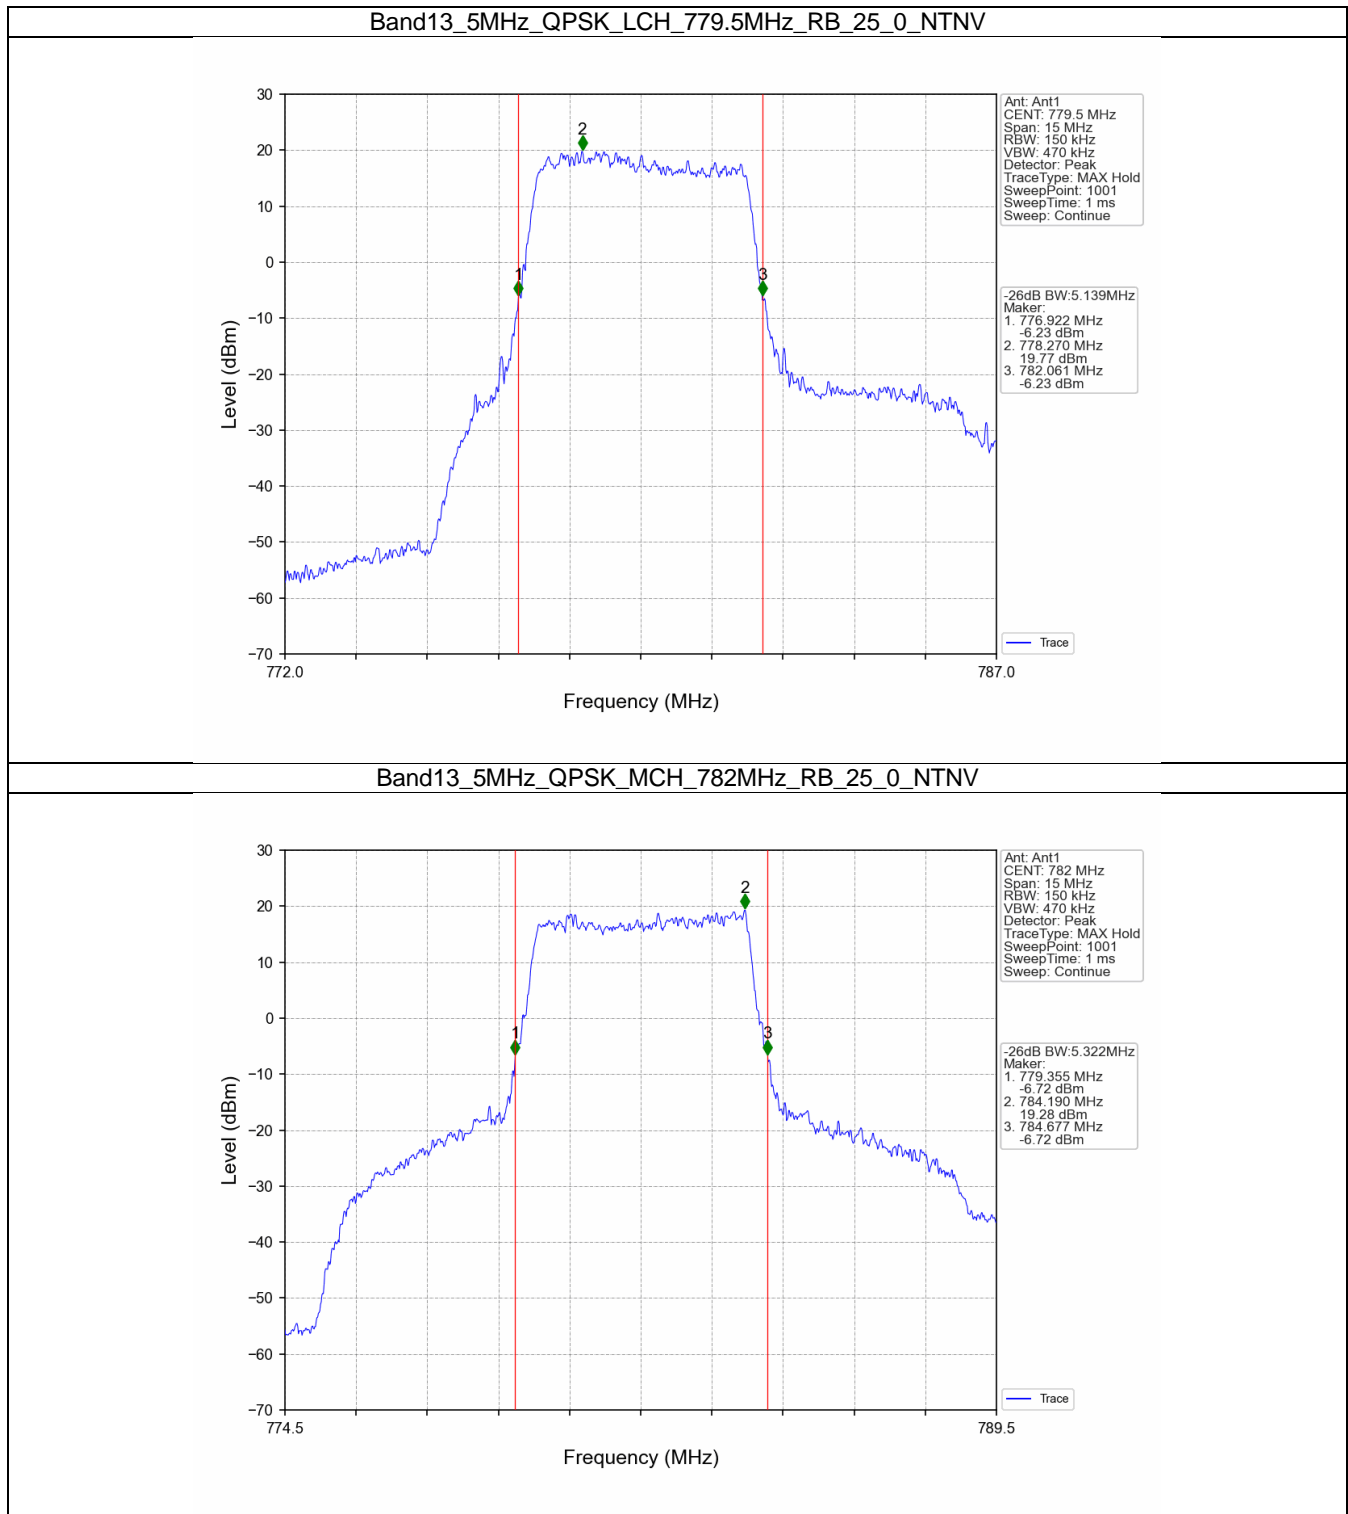 Band13_5MHz_QPSK_LCH_779.5MHz_RB_25_0_NTNV
30
20
10
0
−10
−20
−30
−40
−50
−60
−70
Level (dBm)
1
2
3
772.0
787.0
Frequency (MHz)
Ant: Ant1
CENT: 779.5 MHz
Span: 15 MHz
RBW: 150 kHz
VBW: 470 kHz
Detector: Peak
TraceType: MAX Hold
SweepPoint: 1001
SweepTime: 1 ms
Sweep: Continue
-26dB BW:5.139MHz
Maker:
1. 776.922 MHz
-6.23 dBm
2. 778.270 MHz
19.77 dBm
3. 782.061 MHz
-6.23 dBm
Trace
Band13_5MHz_QPSK_MCH_782MHz_RB_25_0_NTNV
30
20
10
0
−10
−20
−30
−40
−50
−60
−70
Level (dBm)
1
2
3
774.5
789.5
Frequency (MHz)
Ant: Ant1
CENT: 782 MHz
Span: 15 MHz
RBW: 150 kHz
VBW: 470 kHz
Detector: Peak
TraceType: MAX Hold
SweepPoint: 1001
SweepTime: 1 ms
Sweep: Continue
-26dB BW:5.322MHz
Maker:
1. 779.355 MHz
-6.72 dBm
2. 784.190 MHz
19.28 dBm
3. 784.677 MHz
-6.72 dBm
Trace